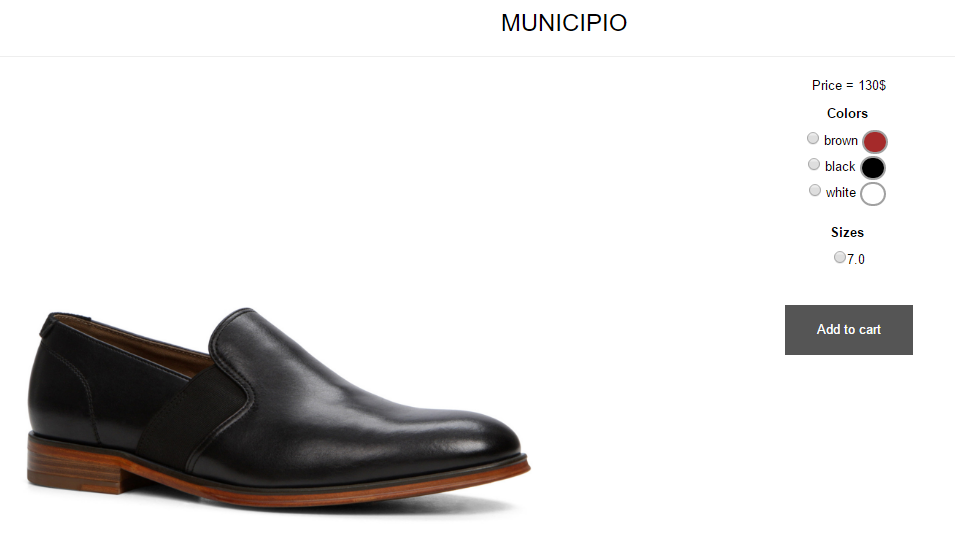 MUNICIPIO
Price = 130$
Colors
brown
black
white
Sizes
7.0
Add to cart